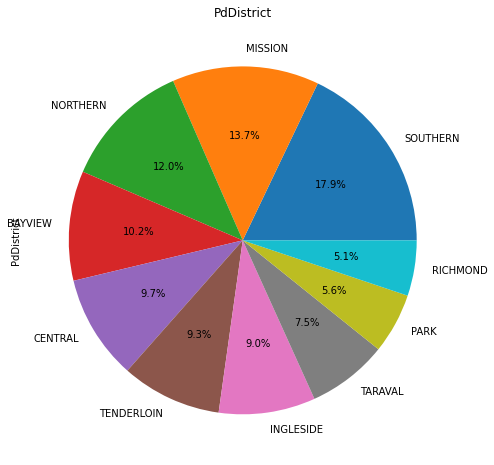 PdDistrict
MISSION
SOUTHERN
NORTHERN
13.7%
17.9%
12.0%
BAYVIEW
PdDistrict
10.2%
5.1%
RICHMOND
9.7%
5.6%
CENTRAL
9.3%
9.0%
7.5%
PARK
TENDERLOIN
INGLESIDE
TARAVAL